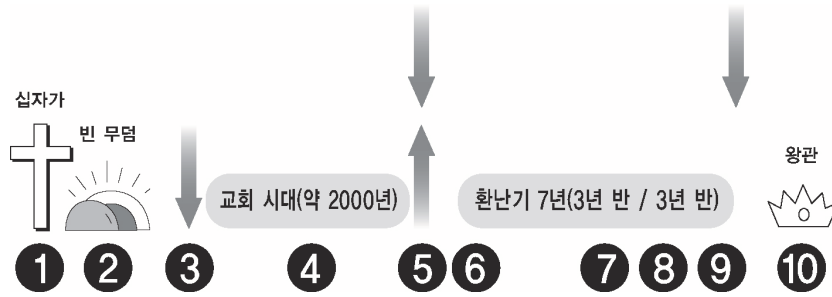 십자가
빈 무덤
교회 시대(약 2000년)
환난기 7년(3년 반 / 3년 반)
왕관
1 2 3 4 5 6 7 8 9 10